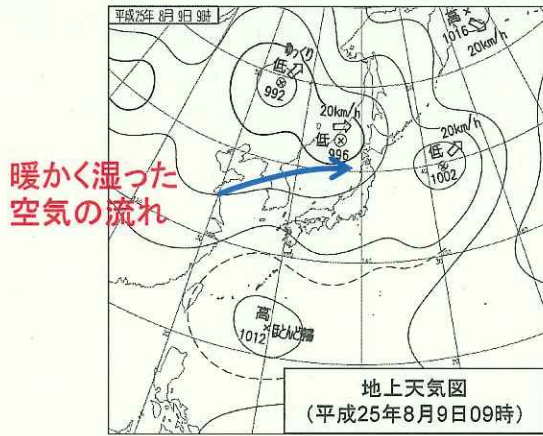 平成25年 8月 9日 9時
高
1016
20km/h
ゆっくり
低
992
20km/h
低
996
20km/h
低
1002
暖かく湿った
空気の流れ
高
1012
ほとんど停滞
地上天気図
(平成25年8月9日09時)